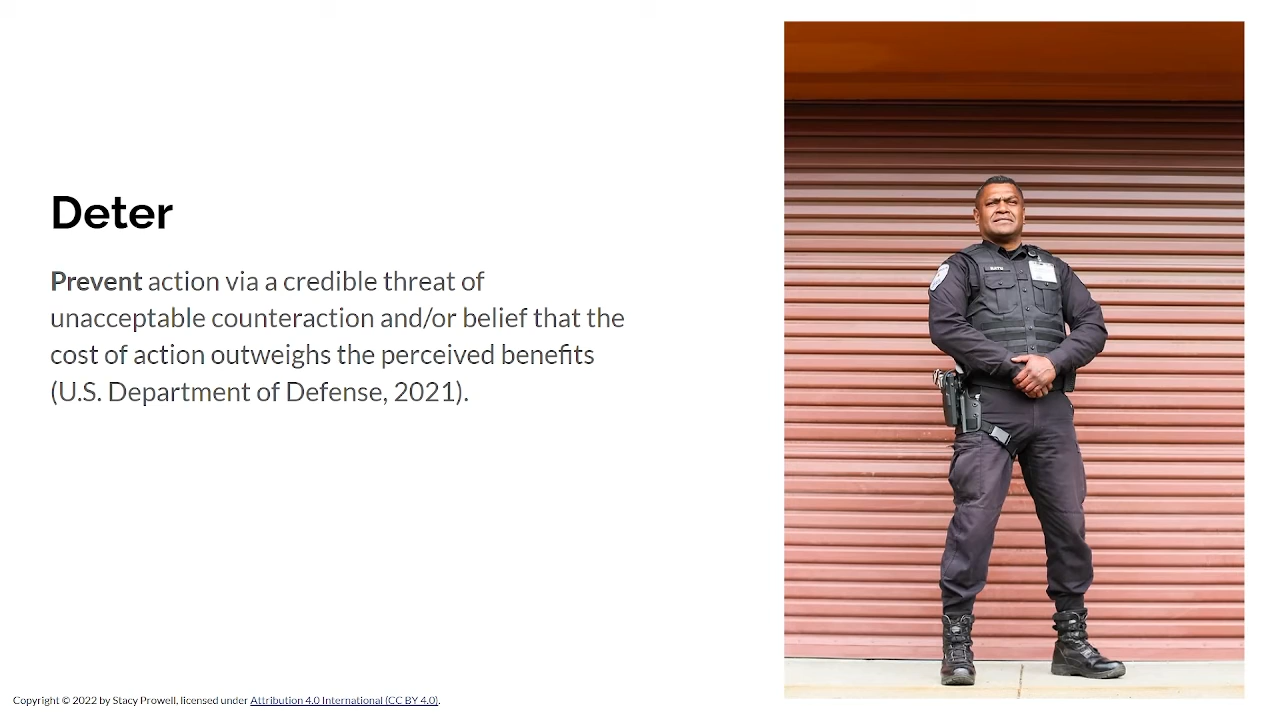 Deter
Prevent action via a credible threat of
unacceptable counteraction and/or belief that the
cost of action outweighs the perceived benefits
(U.S. Department of Defense, 2021).
Copyright © 2022 by Stacy Prowell, licensed under Attribution 4.0 International (CC BY 4.0).